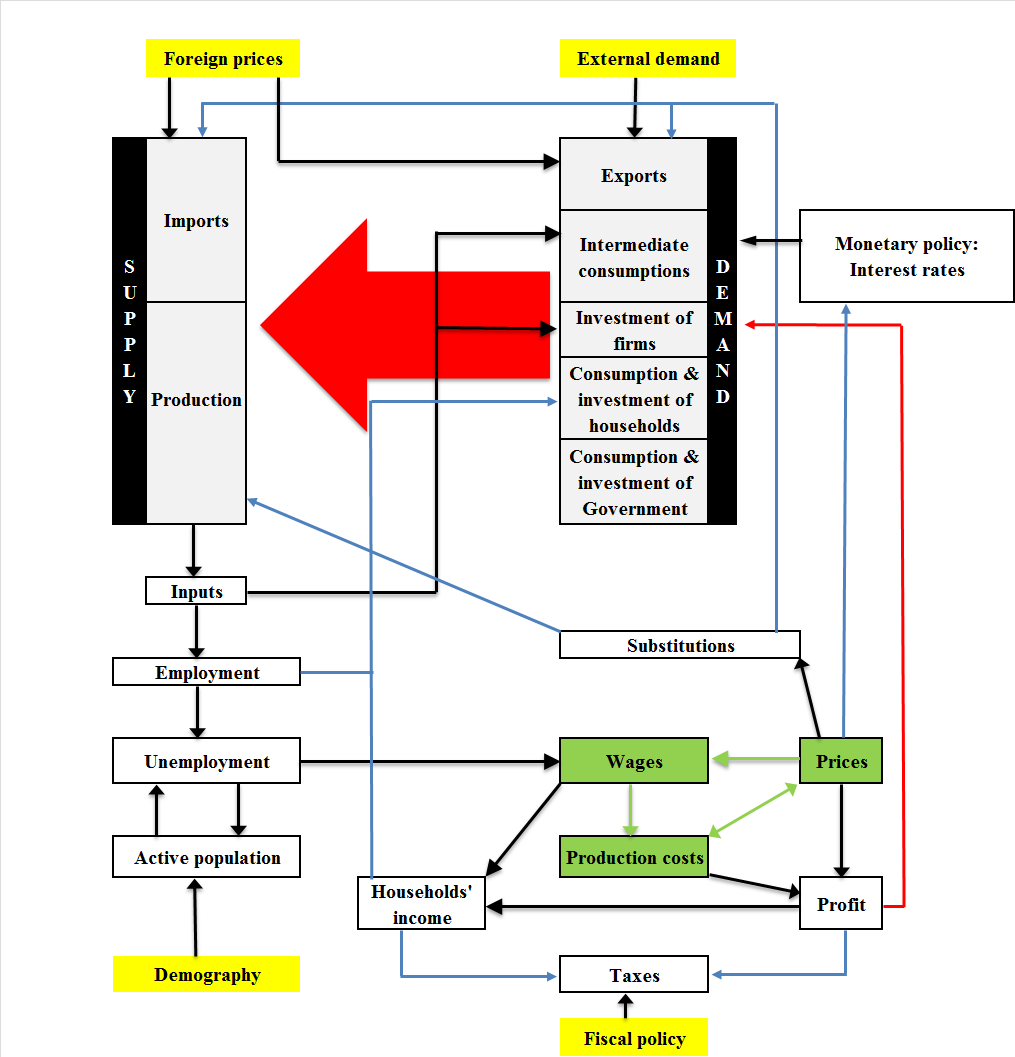 Foreign prices
External demand
SUPPLY
Imports
Production
Exports
Intermediate
consumptions
Investment of
firms
Consumption &
investment of
households
Consumption &
investment of
Government
DEMAND
Monetary policy:
Interest rates
Inputs
Substitutions
Employment
Unemployment
Wages
Prices
Active population
Production costs
Households'
income
Profit
Demography
Taxes
Fiscal policy